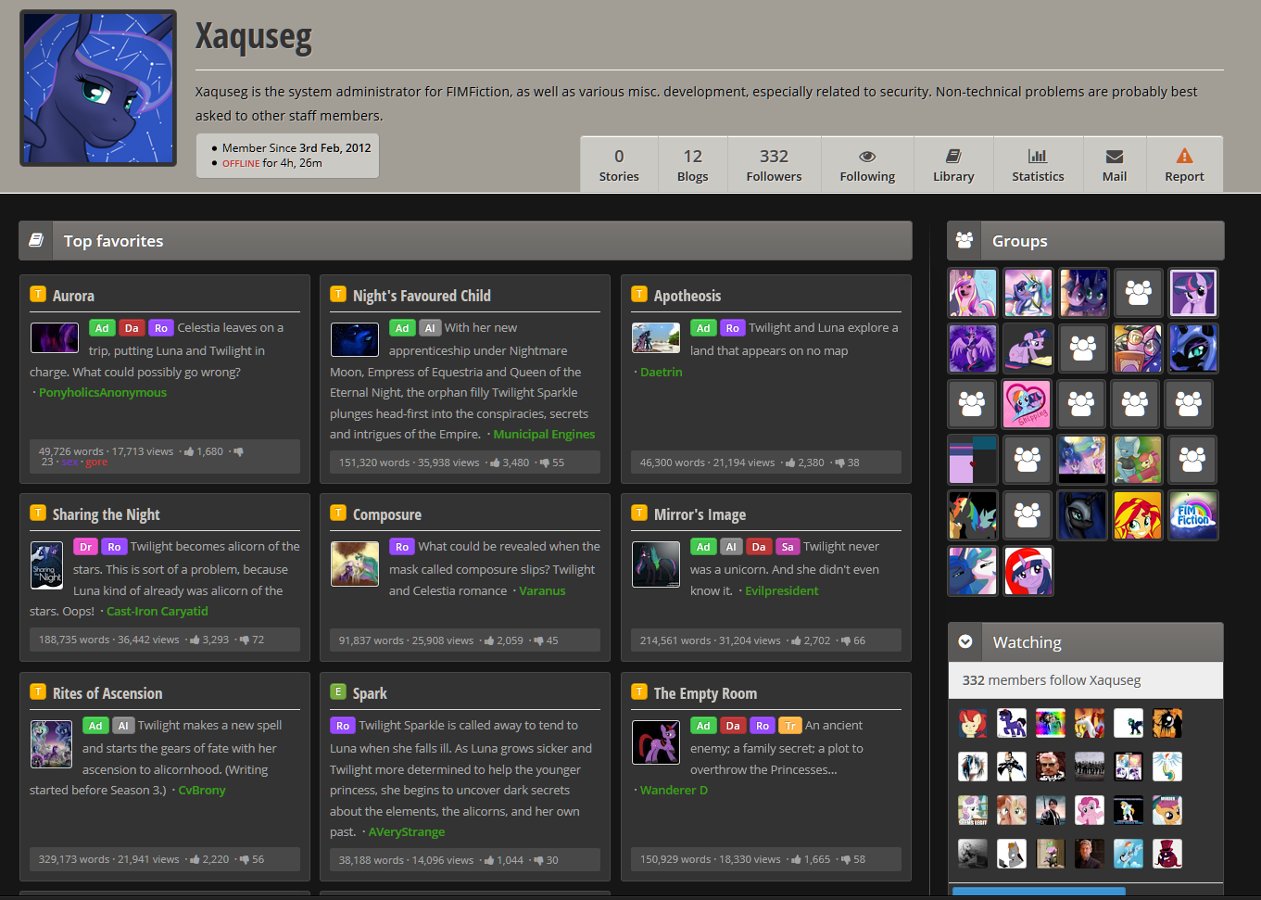 Xaquseg
Xaquseg is the system administrator for FIMFiction, as well as various misc. development, especially related to security. Non-technical problems are probably best
asked to other staff members.
• Member Since 3rd Feb, 2012
• OFFLINE for 4h, 26m
0 Stories
12 Blogs
332 Followers
Following
Library
Statistics
Mail
Report
Top favorites
T Aurora
Ad Da Ro Celestia leaves on a
trip, putting Luna and Twilight in
charge. What could possibly go wrong?
· PonyholicsAnonymous
49,726 words · 17,713 views · 1,680 ·
23 · sex · gore
T Night's Favoured Child
Ad AI With her new
apprenticeship under Nightmare
Moon, Empress of Equestria and Queen of the
Eternal Night, the orphan filly Twilight Sparkle
plunges head-first into the conspiracies, secrets
and intrigues of the Empire. · Municipal Engines
151,320 words · 35,938 views · 3,480 · 55
T Apotheosis
Ad Ro Twilight and Luna explore a
land that appears on no map
· Daetrin
46,300 words · 21,194 views · 2,380 · 38
T Sharing the Night
Sharing
the Night
Dr Ro Twilight becomes alicorn of the
stars. This is sort of a problem, because
Luna kind of already was alicorn of the
stars. Oops! · Cast-Iron Caryatid
188,735 words · 36,442 views · 3,293 · 72
T Composure
Ro What could be revealed when the
mask called composure slips? Twilight
and Celestia romance · Varanus
91,837 words · 25,908 views · 2,059 · 45
T Mirror's Image
Ad AI Da Sa Twilight never
was a unicorn. And she didn't even
know it. · Evilpresident
214,561 words · 31,204 views · 2,702 · 66
T Rites of Ascension
Ad AI Twilight makes a new spell
and starts the gears of fate with her
ascension to alicornhood. (Writing
started before Season 3.) · CvBrony
329,173 words · 21,941 views · 2,220 · 56
E Spark
Ro Twilight Sparkle is called away to tend to
Luna when she falls ill. As Luna grows sicker and
Twilight more determined to help the younger
princess, she begins to uncover dark secrets
about the elements, the alicorns, and her own
past. · AVeryStrange
38,188 words · 14,096 views · 1,044 · 30
T The Empty Room
Ad Da Ro Tr An ancient
enemy; a family secret; a plot to
overthrow the Princesses...
· Wanderer D
150,929 words · 18,330 views · 1,665 · 58
Groups
Shipping
FIM
Fiction
Watching
332 members follow Xaquseg